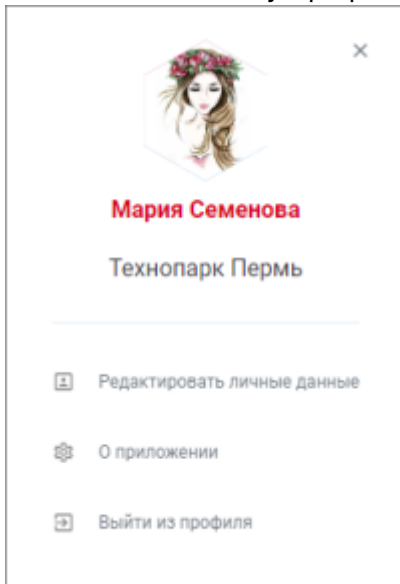 Мария Семенова
Технопарк Пермь
Редактировать личные данные
О приложении
Выйти из профиля